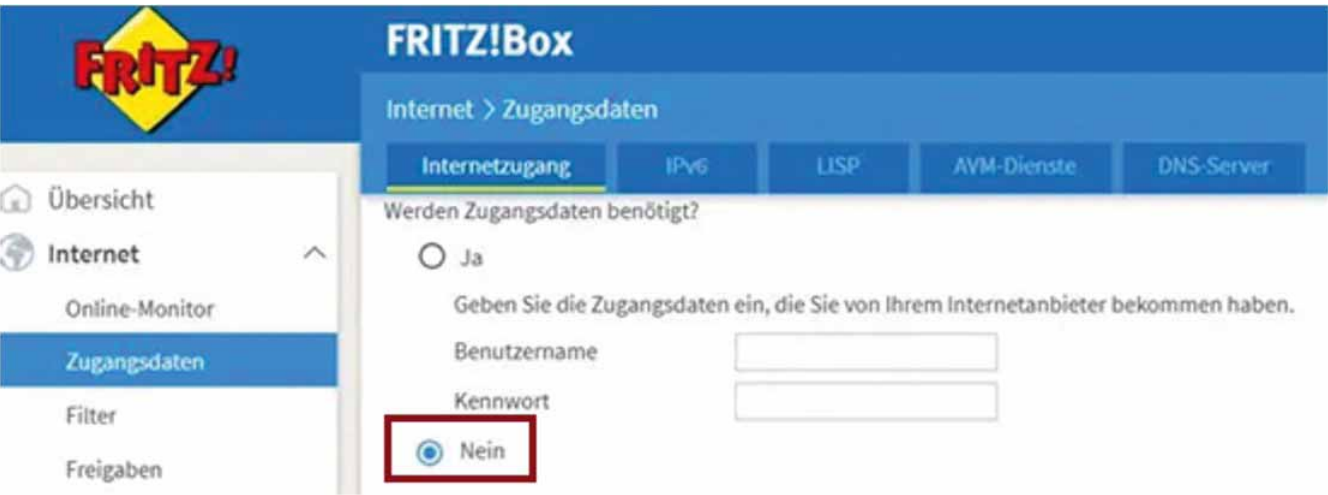 FRITZ!
FRITZ!Box
Internet > Zugangsdaten
Internetzugang IPv6 LISP AVM-Dienste DNS-Server
Übersicht
Internet
Online-Monitor
Zugangsdaten
Filter
Freigaben
Werden Zugangsdaten benötigt?
Ja
Geben Sie die Zugangsdaten ein, die Sie von Ihrem Internetanbieter bekommen haben.
Benutzername
Kennwort
Nein